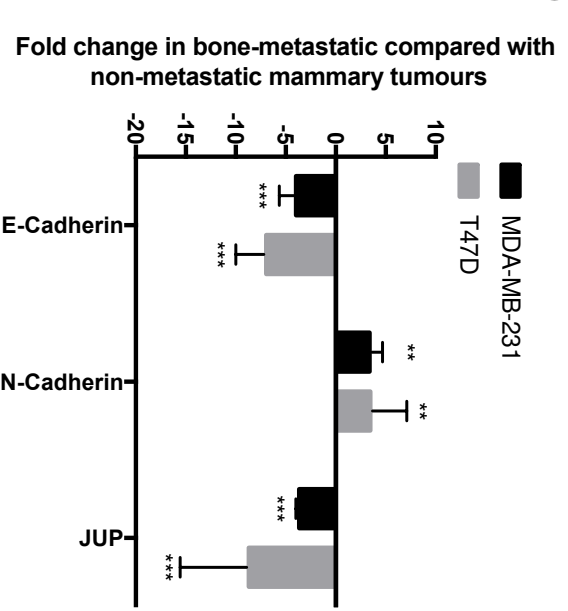 Fold change in bone-metastatic compared with
non-metastatic mammary tumours
-20
-15
-10
-5
0
5
10
MDA-MB-231
T47D
E-Cadherin
***
***
N-Cadherin
**
**
JUP
***
***